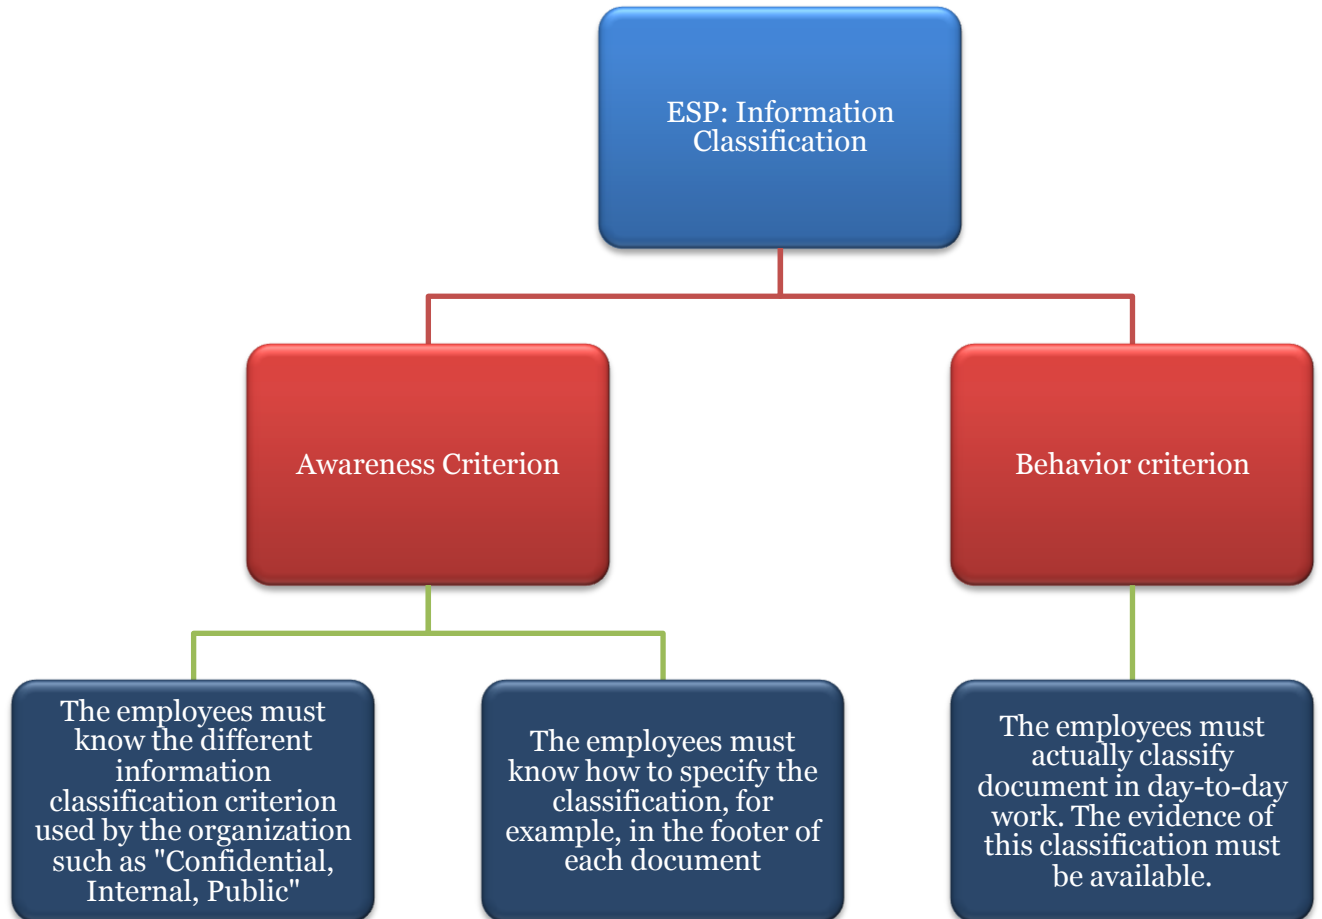 ESP: Information
Classification
Awareness Criterion
Behavior criterion
The employees must
know the different
information
classification criterion
used by the organization
such as "Confidential,
Internal, Public"
The employees must
know how to specify the
classification, for
example, in the footer of
each document
The employees must
actually classify
document in day-to-day
work. The evidence of
this classification must
be available.